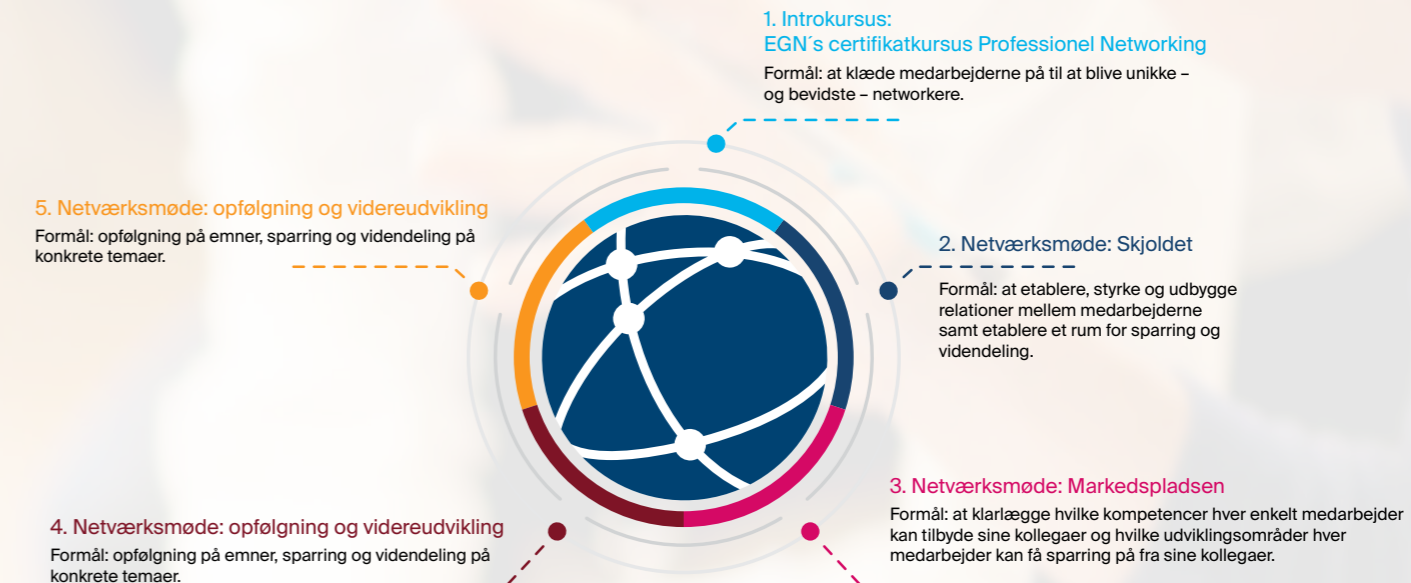 1. Introkursus:
EGN´s certifikatkursus Professionel Networking
Formål: at klæde medarbejderne på til at blive unikke –
og bevidste – networkere.
2. Netværksmøde: Skjoldet
Formål: at etablere, styrke og udbygge
relationer mellem medarbejderne
samt etablere et rum for sparring og
videndeling.
3. Netværksmøde: Markedspladsen
Formål: at klarlægge hvilke kompetencer hver enkelt medarbejder
kan tilbyde sine kollegaer og hvilke udviklingsområder hver
medarbejder kan få sparring på fra sine kollegaer.
4. Netværksmøde: opfølgning og videreudvikling
Formål: opfølgning på emner, sparring og videndeling på
konkrete temaer.
5. Netværksmøde: opfølgning og videreudvikling
Formål: opfølgning på emner, sparring og videndeling på
konkrete temaer.